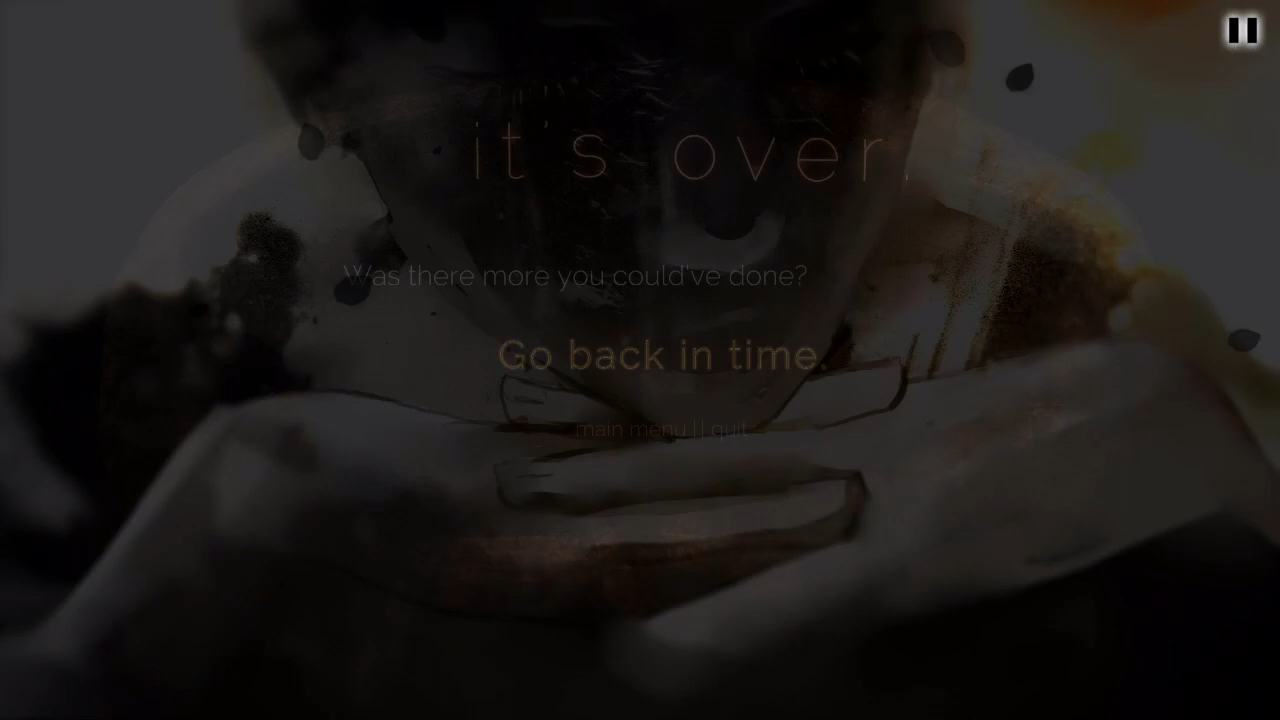 it's over.
Was there more you could've done?
Go back in time.
main menu || quit